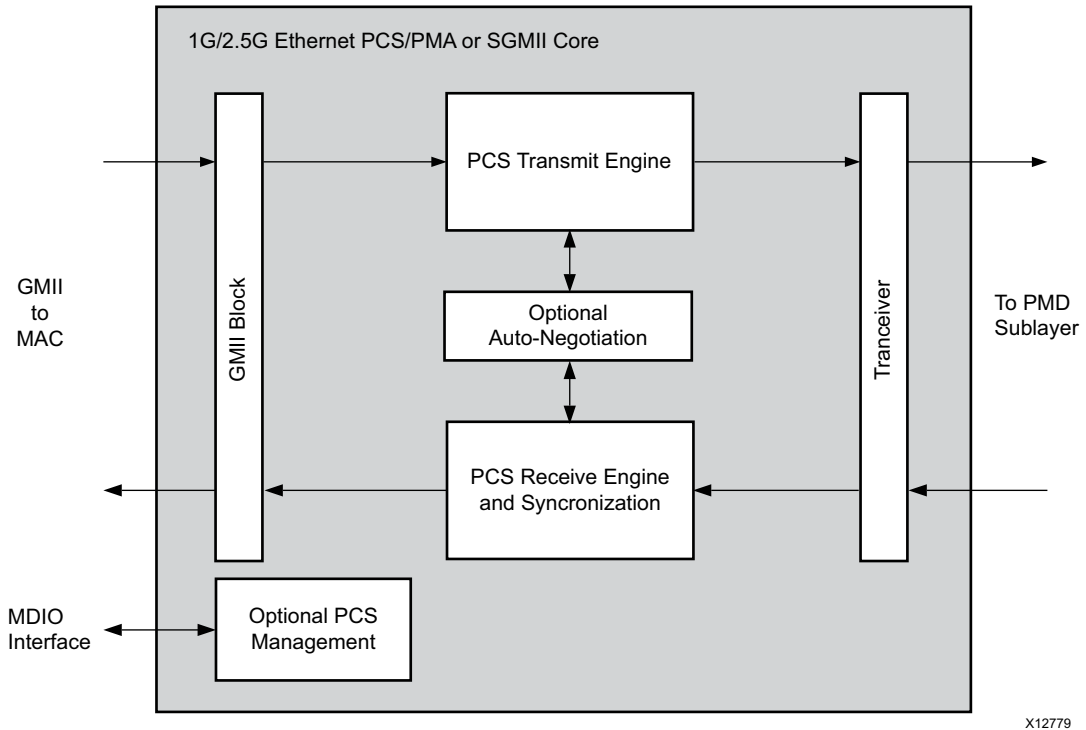 1G/2.5G Ethernet PCS/PMA or SGMII Core
PCS Transmit Engine
GMII
to
MAC
GMII Block
Optional
Auto-Negotiation
Tranceiver
To PMD
Sublayer
PCS Receive Engine
and Syncronization
MDIO
Interface
Optional PCS
Management
X12779